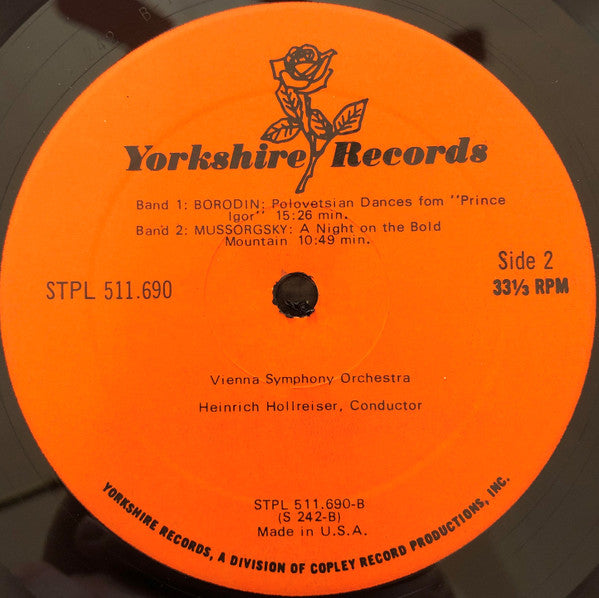 Yorkshire Records
Band 1: BORODIN: Polovetsian Dances fom "Prince
Igor" 15:26 min.
Band 2: MUSSORGSKY: A Night on the Bold
Mountain 10:49 min.
STPL 511.690
Side 2
33⅓ RPM
Vienna Symphony Orchestra
Heinrich Hollreiser, Conductor
STPL 511.690-B
(S 242-B)
Made in U.S.A.
YORKSHIRE RECORDS, A DIVISION OF COPLEY RECORD PRODUCTIONS, INC.